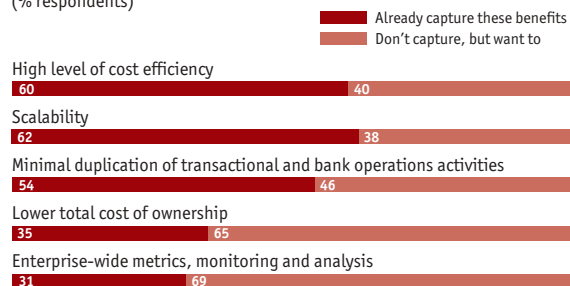 (% respondents)
Already capture these benefits
Don't capture, but want to
High level of cost efficiency
60 40
Scalability
62 38
Minimal duplication of transactional and bank operations activities
54 46
Lower total cost of ownership
35 65
Enterprise-wide metrics, monitoring and analysis
31 69